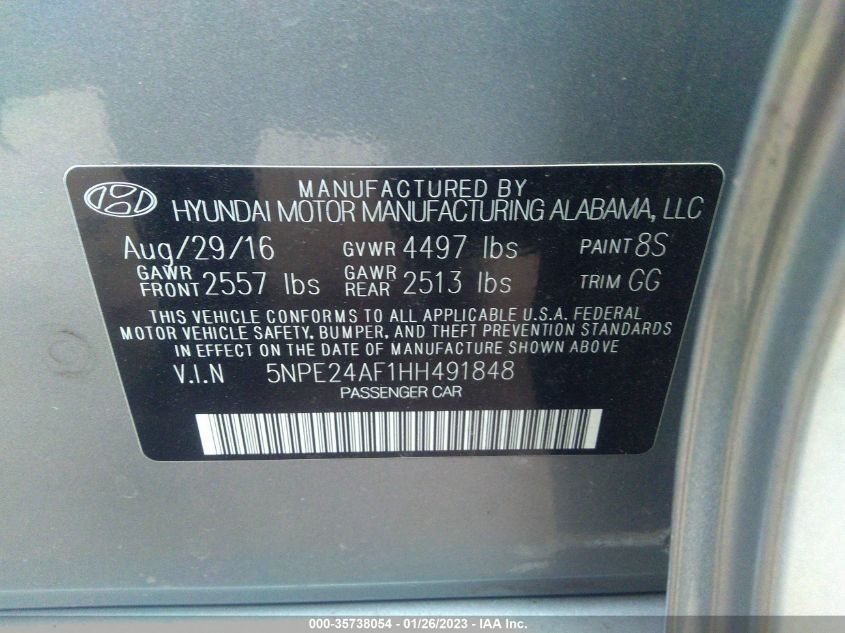 MANUFACTURED BY
HYUNDAI MOTOR MANUFACTURING ALABAMA, LLC
Aug/29/16 GVWR 4497 lbs PAINT 8S
GAWR FRONT 2557 lbs GAWR REAR 2513 lbs TRIM GG
THIS VEHICLE CONFORMS TO ALL APPLICABLE U.S.A. FEDERAL
MOTOR VEHICLE SAFETY, BUMPER, AND THEFT PREVENTION STANDARDS
IN EFFECT ON THE DATE OF MANUFACTURE SHOWN ABOVE.
V.I.N 5NPE24AF1HH491848
PASSENGER CAR
000-35738054 - 01/26/2023 - IAA Inc.